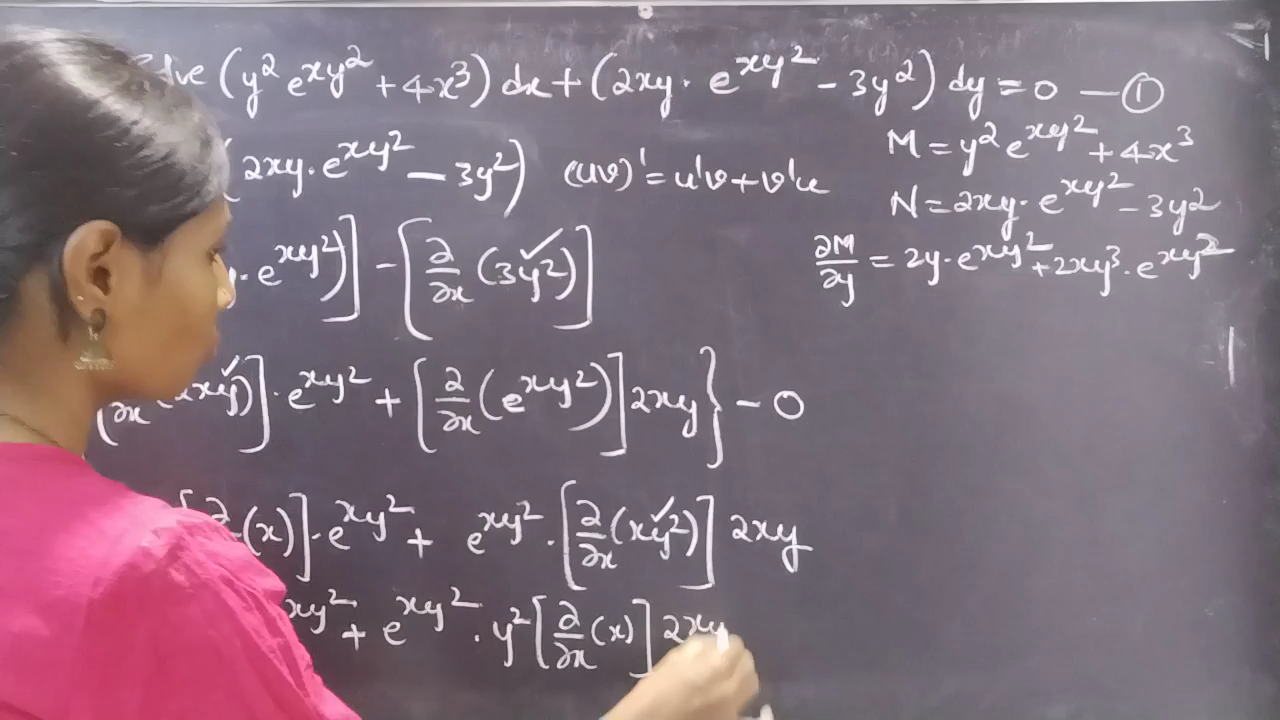 (y² e^{xy²} + 4x³) dx + (2xy · e^{xy²} − 3y²) dy = 0 — ①
M = y² e^{xy²} + 4x³
(2xy · e^{xy²} − 3y²) (uv)' = u'v + v'u
N = 2xy · e^{xy²} − 3y²
· e^{xy²})] − [∂/∂x (3y²✓)]
∂M/∂y = 2y · e^{xy²} + 2xy³ · e^{xy²}
xy✓)] · e^{xy²} + [∂/∂x (e^{xy²})] 2xy} − 0
(x)] · e^{xy²} + e^{xy²} · [∂/∂x (xy²✓)] 2xy
xy² + e^{xy²} · y² [∂/∂x (x)] 2xy